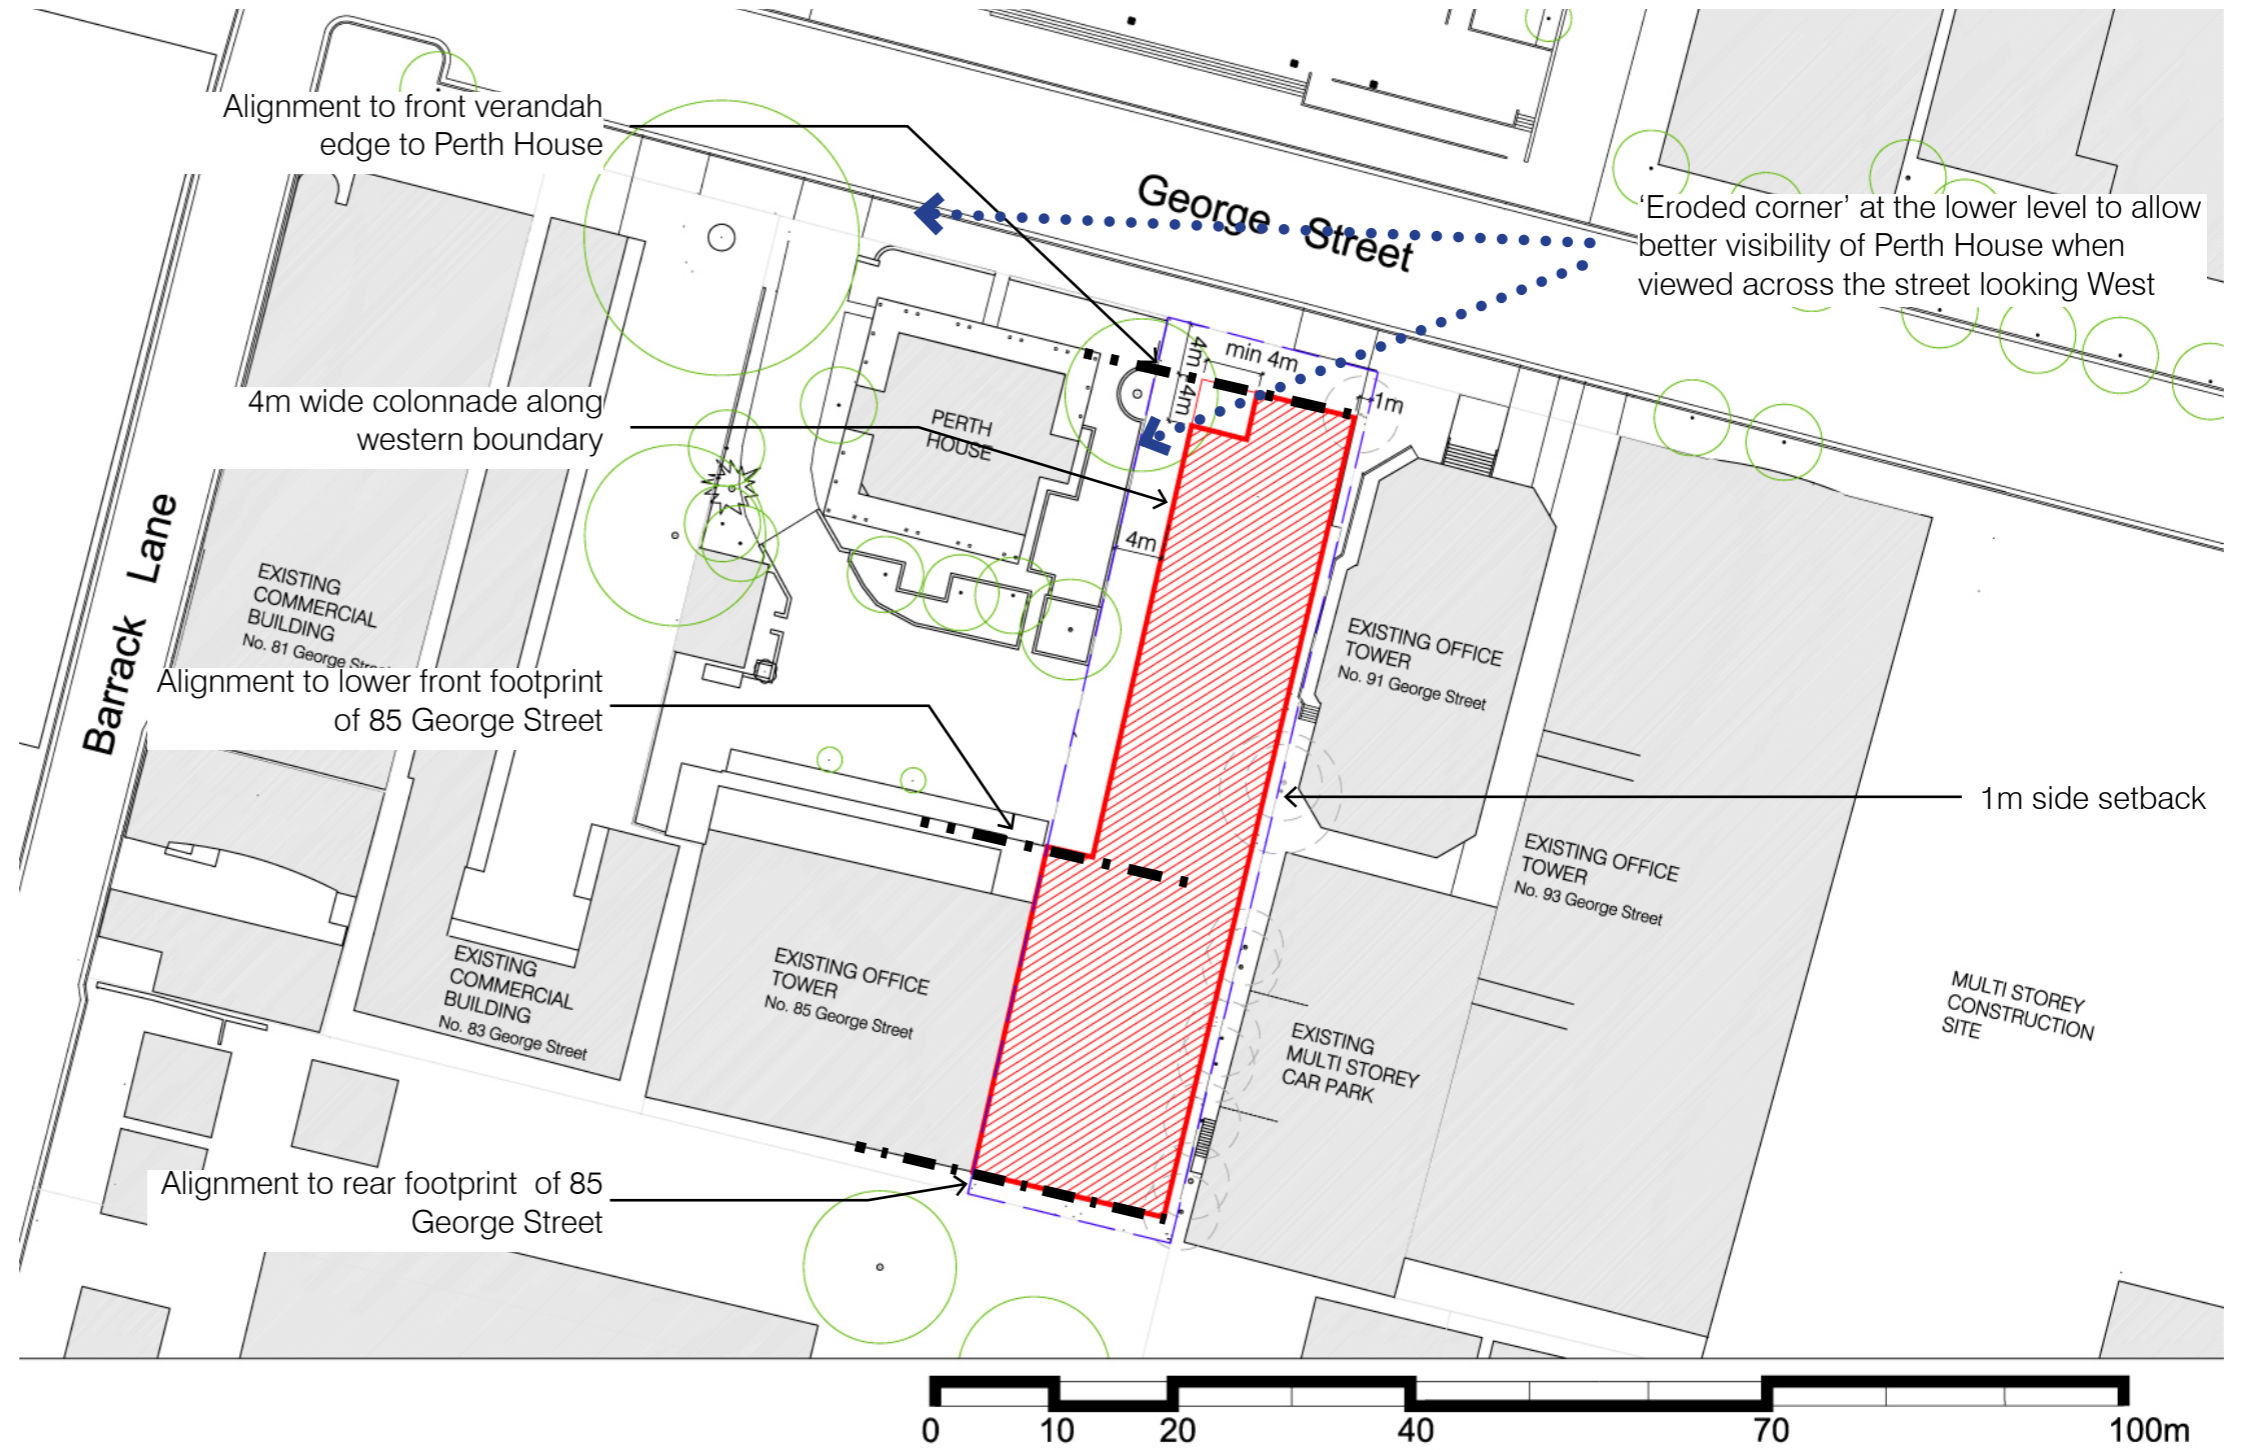 Alignment to front verandah
edge to Perth House
George Street
‘Eroded corner’ at the lower level to allow
better visibility of Perth House when
viewed across the street looking West
4m
min 4m
4m
1m
4m wide colonnade along
western boundary
PERTH
HOUSE
4m
Barrack Lane
EXISTING
COMMERCIAL
BUILDING
No. 81 George Street
EXISTING OFFICE
TOWER
No. 91 George Street
Alignment to lower front footprint
of 85 George Street
1m side setback
EXISTING OFFICE
TOWER
No. 93 George Street
EXISTING
COMMERCIAL
BUILDING
No. 83 George Street
EXISTING OFFICE
TOWER
No. 85 George Street
EXISTING
MULTI STOREY
CAR PARK
MULTI STOREY
CONSTRUCTION
SITE
Alignment to rear footprint of 85
George Street
0 10 20 40 70 100m